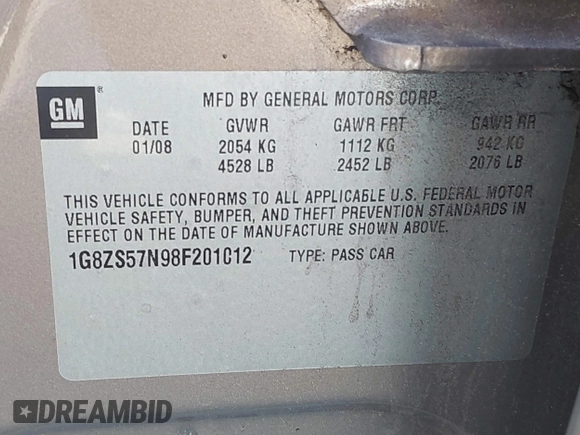 GM ®
MFD BY GENERAL MOTORS CORP.
DATE GVWR GAWR FRT GAWR RR
01/08 2054 KG 1112 KG 942 KG
4528 LB 2452 LB 2076 LB
THIS VEHICLE CONFORMS TO ALL APPLICABLE U.S. FEDERAL MOTOR
VEHICLE SAFETY, BUMPER, AND THEFT PREVENTION STANDARDS IN
EFFECT ON THE DATE OF MANUFACTURE SHOWN ABOVE.
1G8ZS57N98F201012 TYPE: PASS CAR
DREAMBID